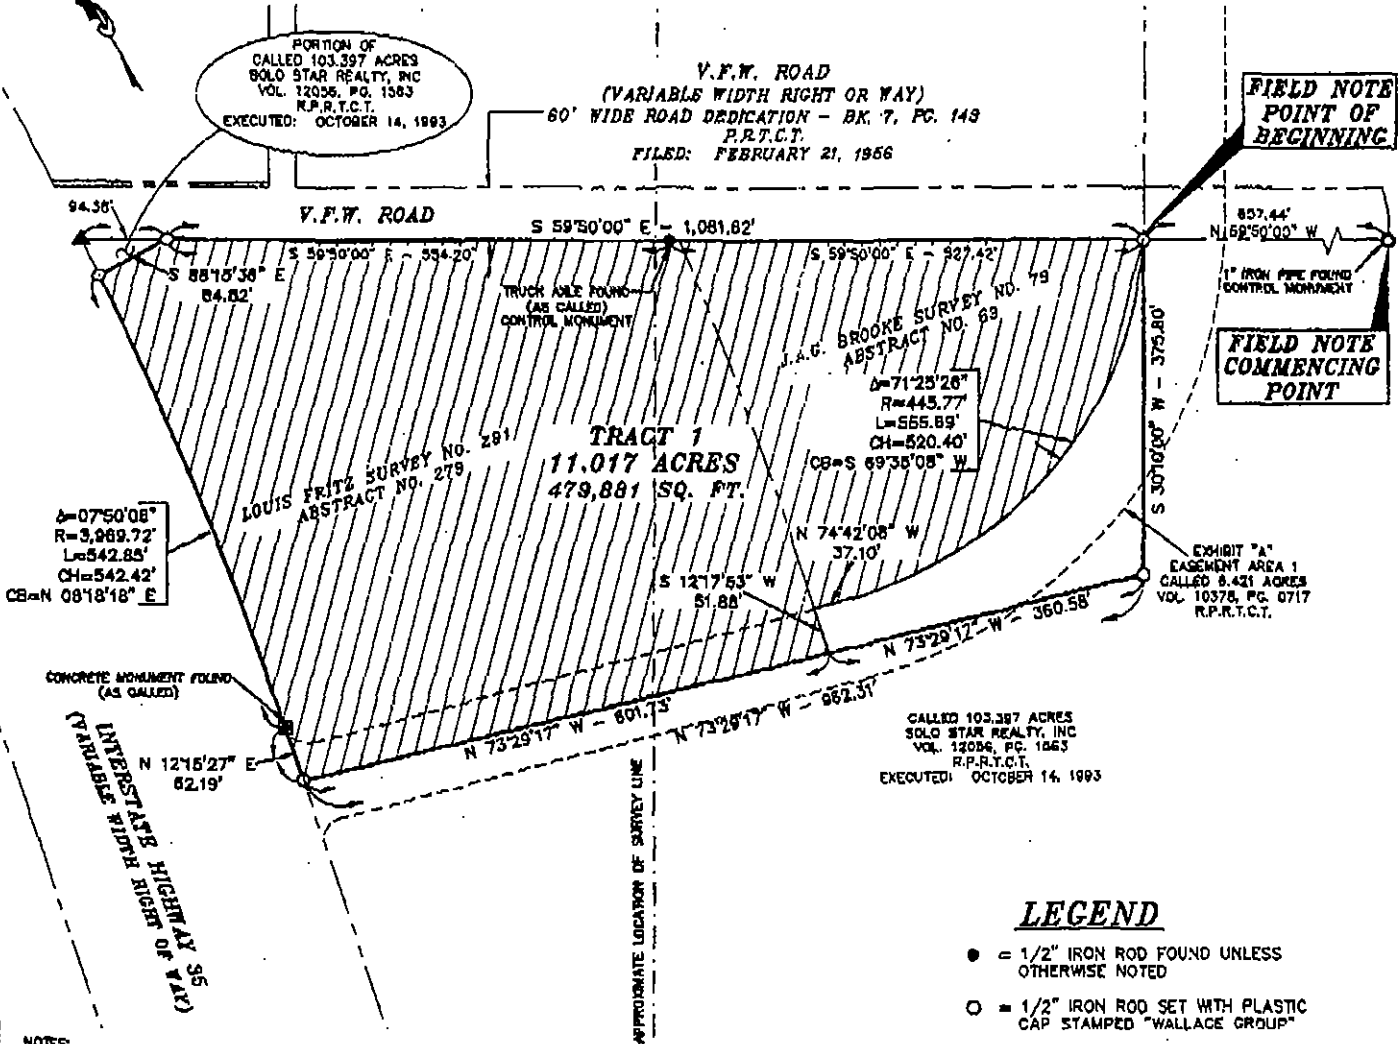 PORTION OF
CALLED 103.397 ACRES
SOLO STAR REALTY, INC
VOL. 12056, PG. 1563
R.P.R.T.C.T.
EXECUTED: OCTOBER 14, 1993
V.F.W. ROAD
(VARIABLE WIDTH RIGHT OR WAY)
60' WIDE ROAD DEDICATION - BK. 7, PG. 149
P.R.T.C.T.
FILED: FEBRUARY 21, 1956
FIELD NOTE
POINT OF
BEGINNING
94.36'
V.F.W. ROAD
S 59°50'00" E - 1,081.62'
857.44'
N 59°50'00" W
S 88°15'36" E
64.62'
S 59°50'00" E - 554.20'
S 59°50'00" E - 527.42'
TRUCK AXLE FOUND
(AS CALLED)
CONTROL MONUMENT
1" IRON PIPE FOUND
CONTROL MONUMENT
J.A.G. BROOKE SURVEY NO. 79
ABSTRACT NO. 69
FIELD NOTE
COMMENCING
POINT
S 30°10'00" W - 375.80'
Δ=71°25'26"
R=445.77'
L=555.69'
CH=520.40'
CB=S 69°35'08" W
LOUIS FRITZ SURVEY NO. 291
ABSTRACT NO. 279
TRACT 1
11.017 ACRES
479,881 SQ. FT.
Δ=07°50'08"
R=3,969.72'
L=542.85'
CH=542.42'
CB=N 08°18'18" E
N 74°42'08" W
37.10'
S 12°17'53" W
51.88'
EXHIBIT "A"
EASEMENT AREA 1
CALLED 6.421 ACRES
VOL. 10378, PG. 0717
R.P.R.T.C.T.
N 73°29'17" W - 360.58'
CONCRETE MONUMENT FOUND
(AS CALLED)
N 73°29'17" W - 601.73'
N 73°29'17" W - 962.31'
N 12°15'27" E
62.19'
CALLED 103.397 ACRES
SOLO STAR REALTY, INC
VOL. 12056, PG. 1563
R.P.R.T.C.T.
EXECUTED: OCTOBER 14, 1993
INTERSTATE HIGHWAY 35
(VARIABLE WIDTH RIGHT OF WAY)
APPROXIMATE LOCATION OF SURVEY LINE
LEGEND
● = 1/2" IRON ROD FOUND UNLESS
OTHERWISE NOTED
○ = 1/2" IRON ROD SET WITH PLASTIC
CAP STAMPED "WALLACE GROUP"
NOTES: